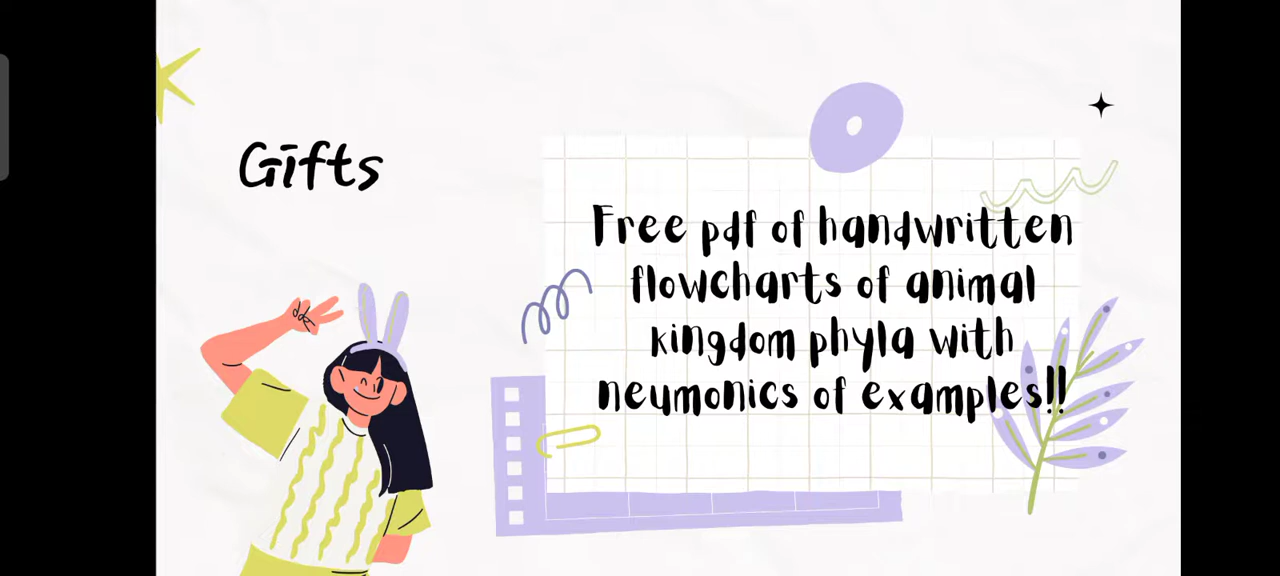 Gifts
Free pdf of handwritten
flowcharts of animal
kingdom phyla with
neumonics of examples!!